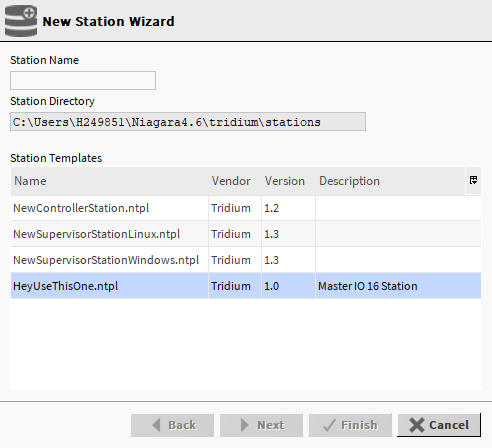 New Station Wizard
Station Name
Station Directory
C:\Users\H249851\Niagara4.6\tridium\stations
Station Templates
Name Vendor Version Description
NewControllerStation.ntpl Tridium 1.2
NewSupervisorStationLinux.ntpl Tridium 1.3
NewSupervisorStationWindows.ntpl Tridium 1.3
HeyUseThisOne.ntpl Tridium 1.0 Master IO 16 Station
Back Next Finish Cancel